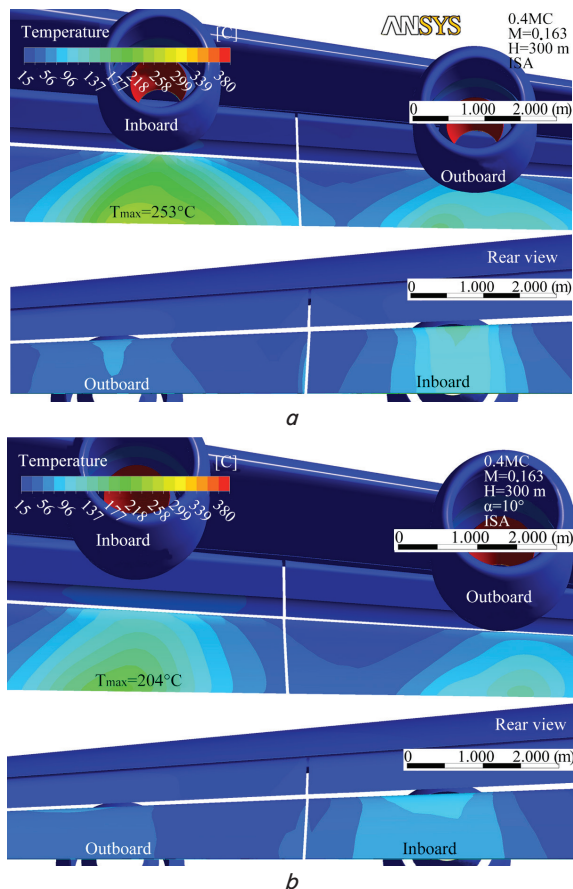 ANSYS
0.4MC
M=0.163
H=300 m
ISA
Temperature [C]
15 56 96 137 177 218 258 299 339 380
0 1.000 2.000 (m)
Inboard
Outboard
Tmax=253°C
Rear view
0 1.000 2.000 (m)
Outboard
Inboard
a
Temperature [C]
15 56 96 137 177 218 258 299 339 380
0.4MC
M=0,163
H=300 m
α=10°
ISA
0 1.000 2.000 (m)
Inboard
Outboard
Tmax=204°C
Rear view
0 1.000 2.000 (m)
Outboard
Inboard
b